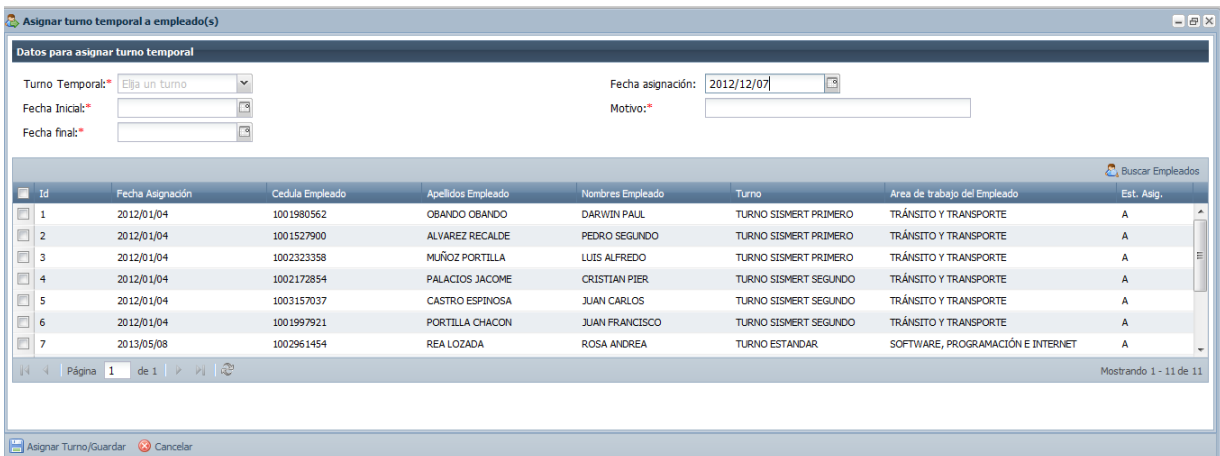 Asignar turno temporal a empleado(s)
Datos para asignar turno temporal
Turno Temporal:* Elija un turno Fecha asignación: 2012/12/07
Fecha Inicial:* Motivo:*
Fecha final:*
Buscar Empleados
Id Fecha Asignación Cedula Empleado Apellidos Empleado Nombres Empleado Turno Area de trabajo del Empleado Est. Asig.
1 2012/01/04 1001980562 OBANDO OBANDO DARWIN PAUL TURNO SISMERT PRIMERO TRÁNSITO Y TRANSPORTE A
2 2012/01/04 1001527900 ALVAREZ RECALDE PEDRO SEGUNDO TURNO SISMERT PRIMERO TRÁNSITO Y TRANSPORTE A
3 2012/01/04 1002323358 MUÑOZ PORTILLA LUIS ALFREDO TURNO SISMERT PRIMERO TRÁNSITO Y TRANSPORTE A
4 2012/01/04 1002172854 PALACIOS JACOME CRISTIAN PIER TURNO SISMERT SEGUNDO TRÁNSITO Y TRANSPORTE A
5 2012/01/04 1003157037 CASTRO ESPINOSA JUAN CARLOS TURNO SISMERT SEGUNDO TRÁNSITO Y TRANSPORTE A
6 2012/01/04 1001997921 PORTILLA CHACON JUAN FRANCISCO TURNO SISMERT SEGUNDO TRÁNSITO Y TRANSPORTE A
7 2013/05/08 1002961454 REA LOZADA ROSA ANDREA TURNO ESTANDAR SOFTWARE, PROGRAMACIÓN E INTERNET A
Página 1 de 1 Mostrando 1 - 11 de 11
Asignar Turno/Guardar Cancelar